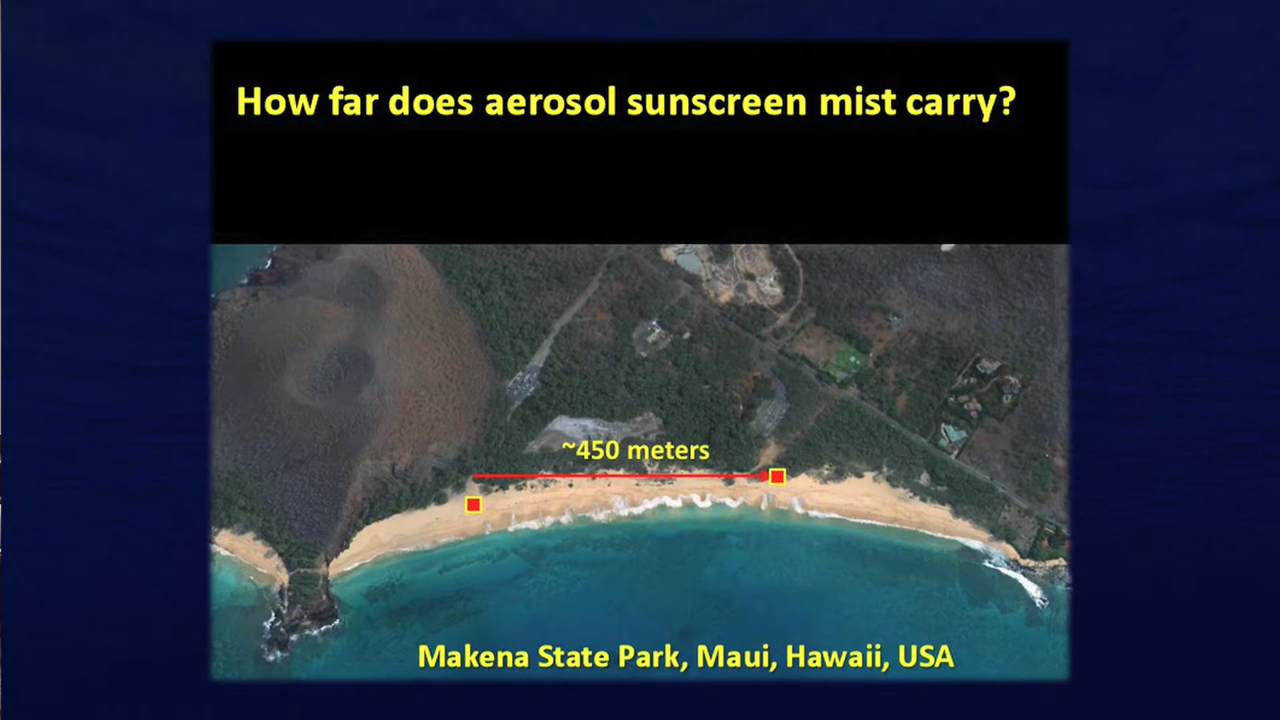 How far does aerosol sunscreen mist carry?
~450 meters
Makena State Park, Maui, Hawaii, USA